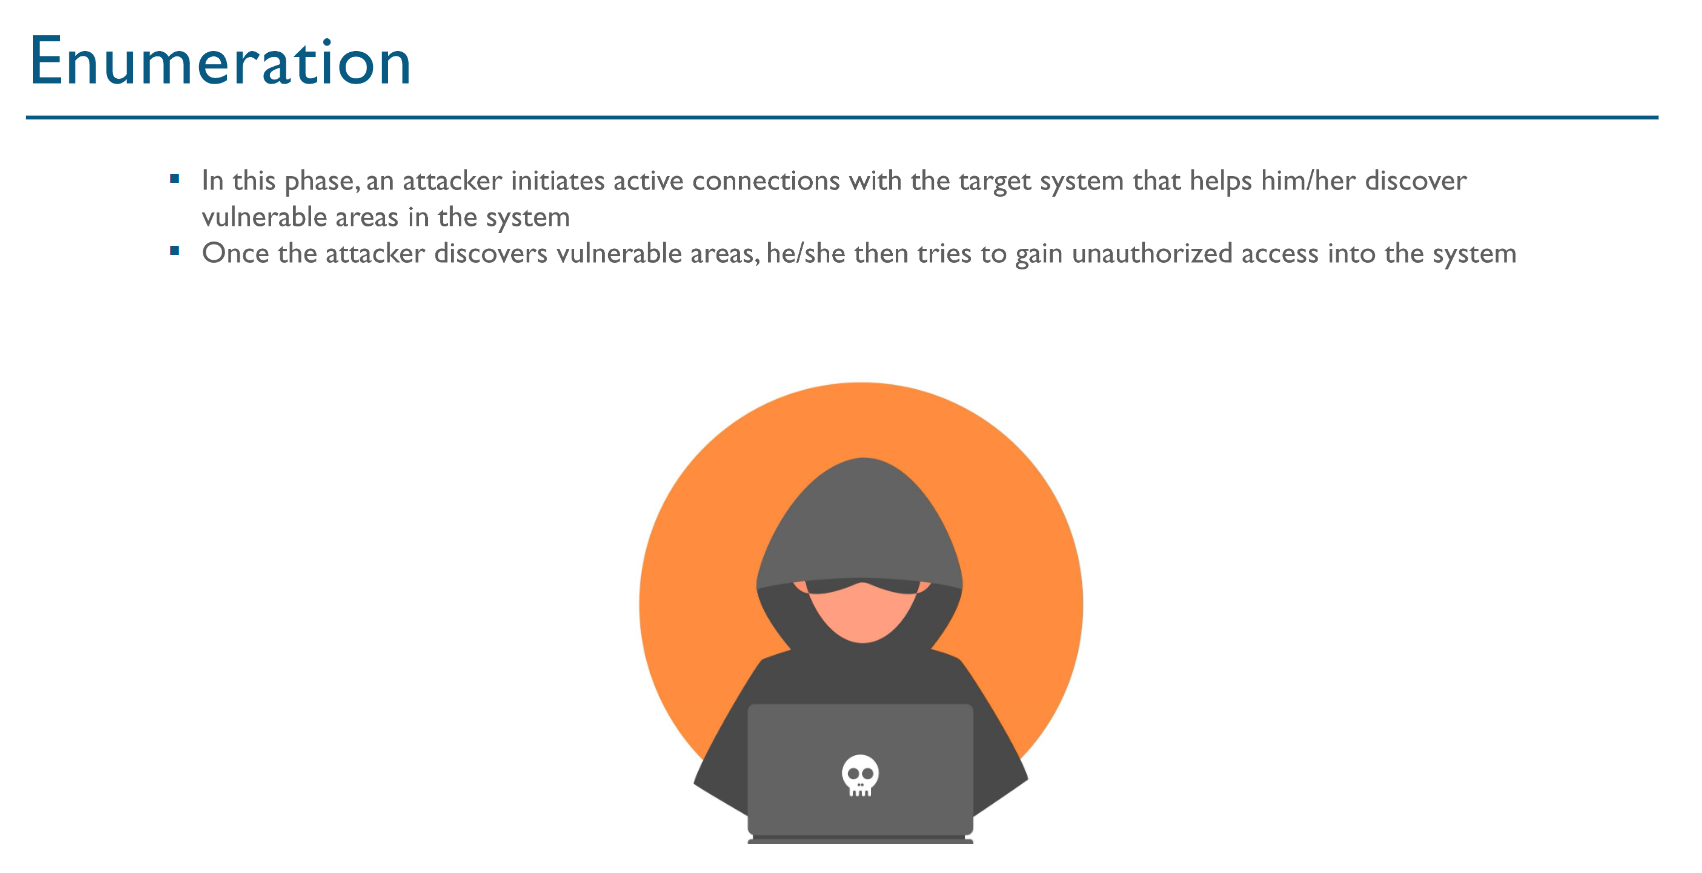 Enumeration
▪ In this phase, an attacker initiates active connections with the target system that helps him/her discover
vulnerable areas in the system
▪ Once the attacker discovers vulnerable areas, he/she then tries to gain unauthorized access into the system